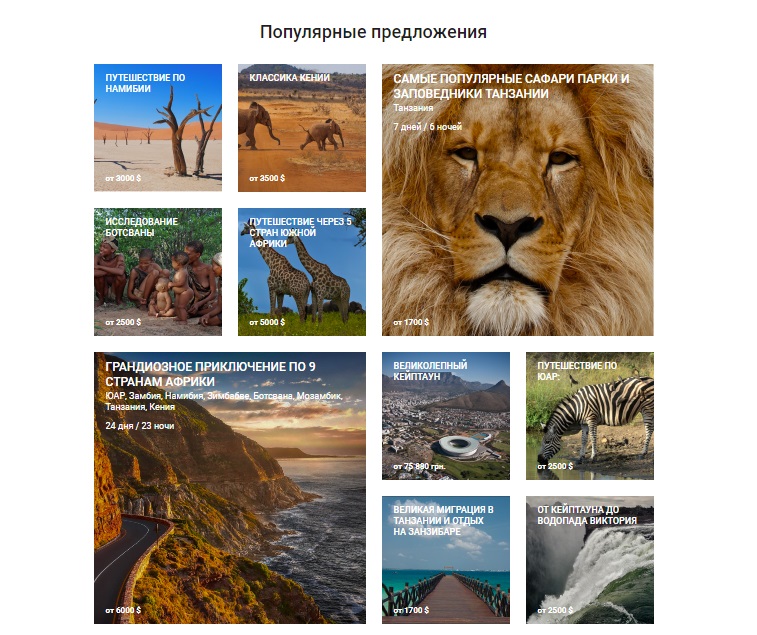 Популярные предложения
ПУТЕШЕСТВИЕ ПО
НАМИБИИ
от 3000 $
КЛАССИКА КЕНИИ
от 3500 $
САМЫЕ ПОПУЛЯРНЫЕ САФАРИ ПАРКИ И
ЗАПОВЕДНИКИ ТАНЗАНИИ
Танзания
7 дней / 6 ночей
от 1700 $
ИССЛЕДОВАНИЕ
БОТСВАНЫ
от 2500 $
ПУТЕШЕСТВИЕ ЧЕРЕЗ 5
СТРАН ЮЖНОЙ
АФРИКИ
от 5000 $
ГРАНДИОЗНОЕ ПРИКЛЮЧЕНИЕ ПО 9
СТРАНАМ АФРИКИ
ЮАР, Замбия, Намибия, Зимбабве, Ботсвана, Мозамбик,
Танзания, Кения
24 дня / 23 ночи
от 6000 $
ВЕЛИКОЛЕПНЫЙ
КЕЙПТАУН
от 75 880 грн.
ПУТЕШЕСТВИЕ ПО
ЮАР:
от 2500 $
ВЕЛИКАЯ МИГРАЦИЯ В
ТАНЗАНИИ И ОТДЫХ
НА ЗАНЗИБАРЕ
от 1700 $
ОТ КЕЙПТАУНА ДО
ВОДОПАДА ВИКТОРИЯ
от 2500 $